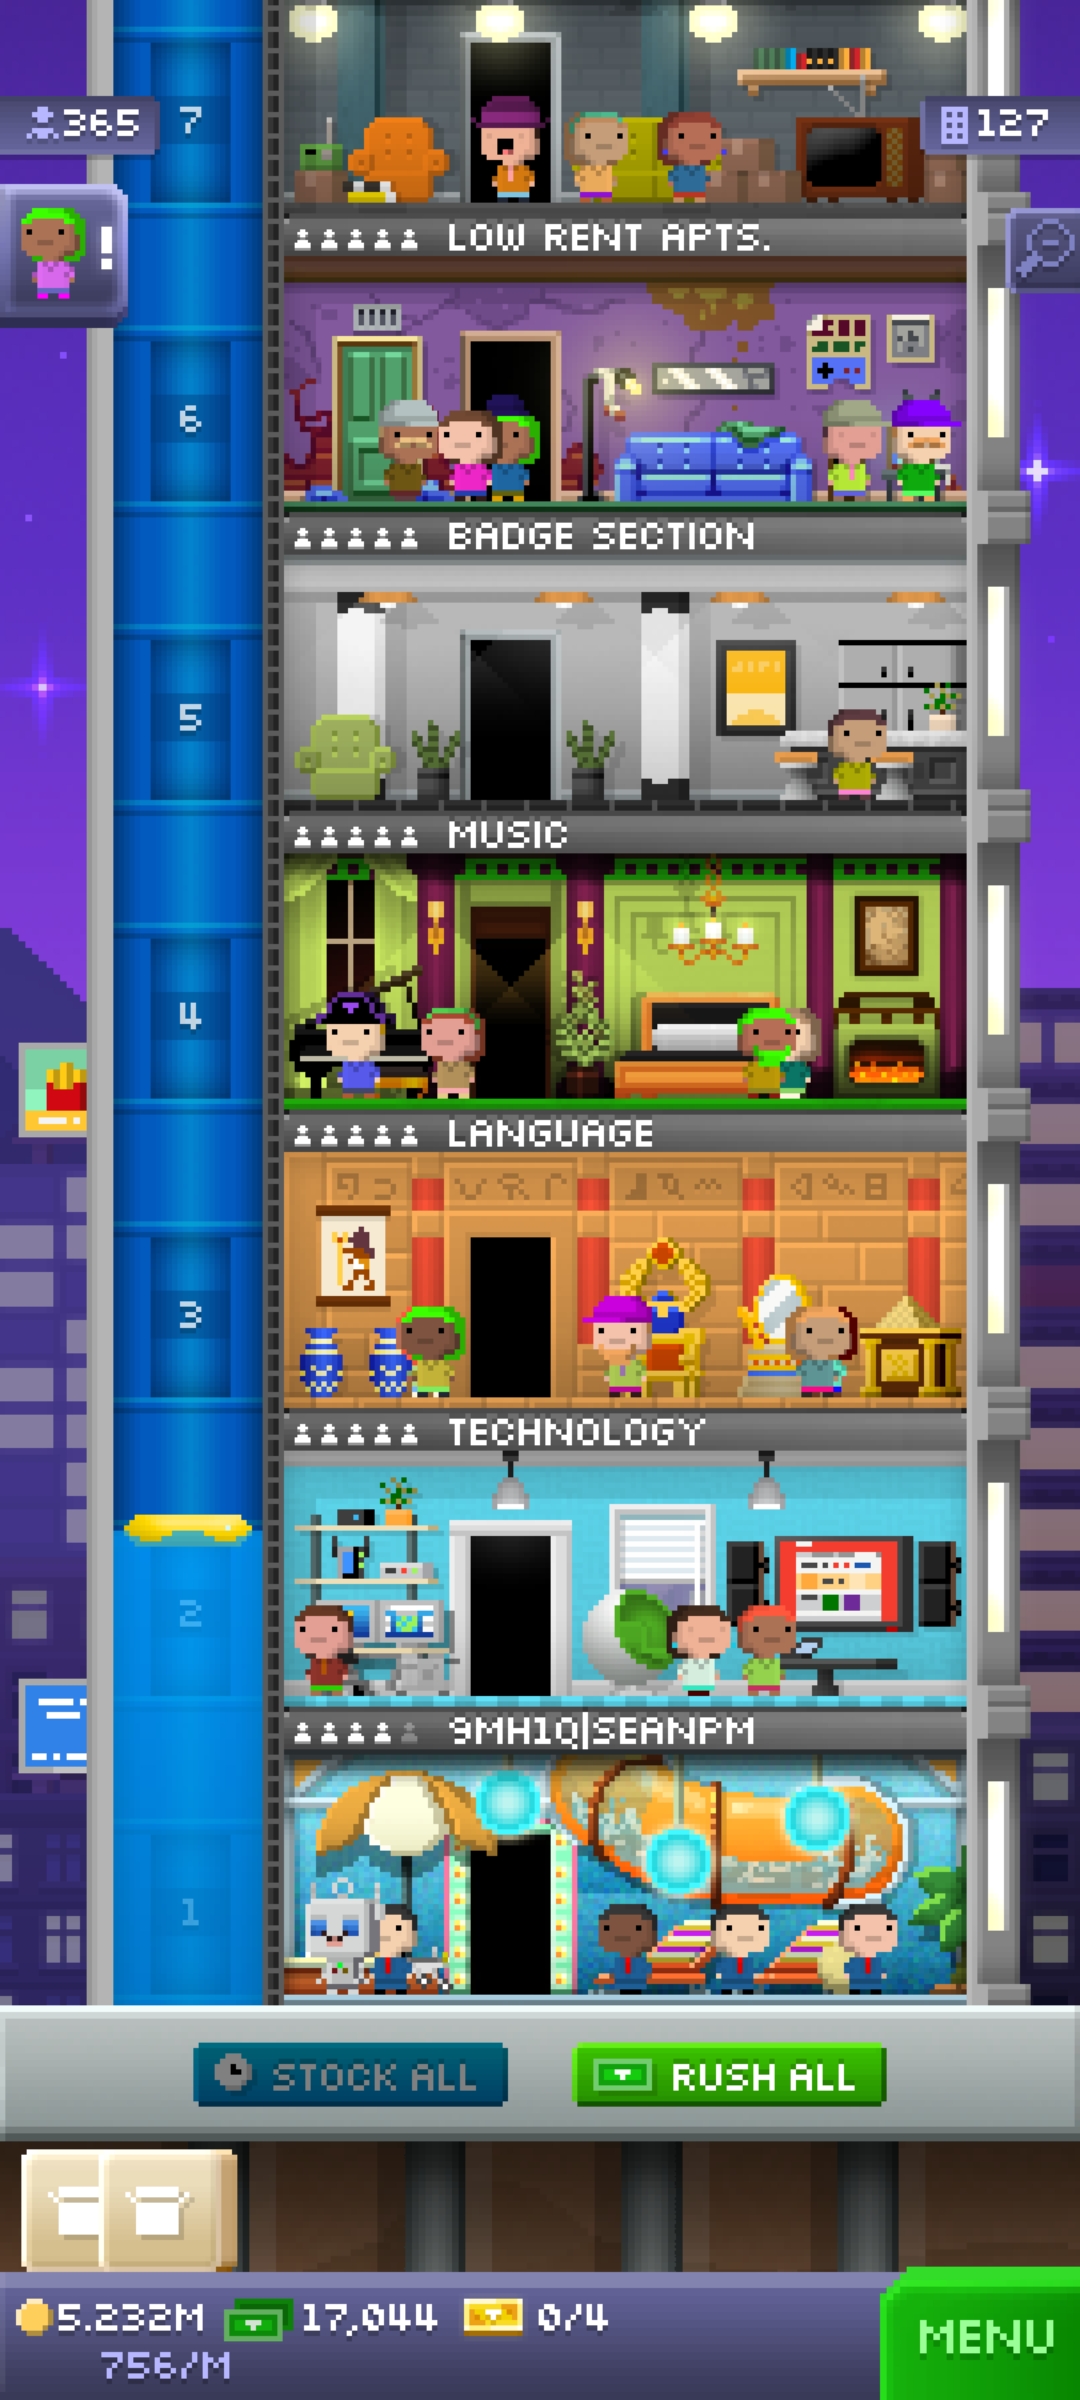 7
365
127
LOW RENT APTS.
!
6
BADGE SECTION
5
MUSIC
4
LANGUAGE
3
TECHNOLOGY
2
9MH1Q|SEANPM
1
STOCK ALL
RUSH ALL
5.232M
17,044
0/4
756/M
MENU